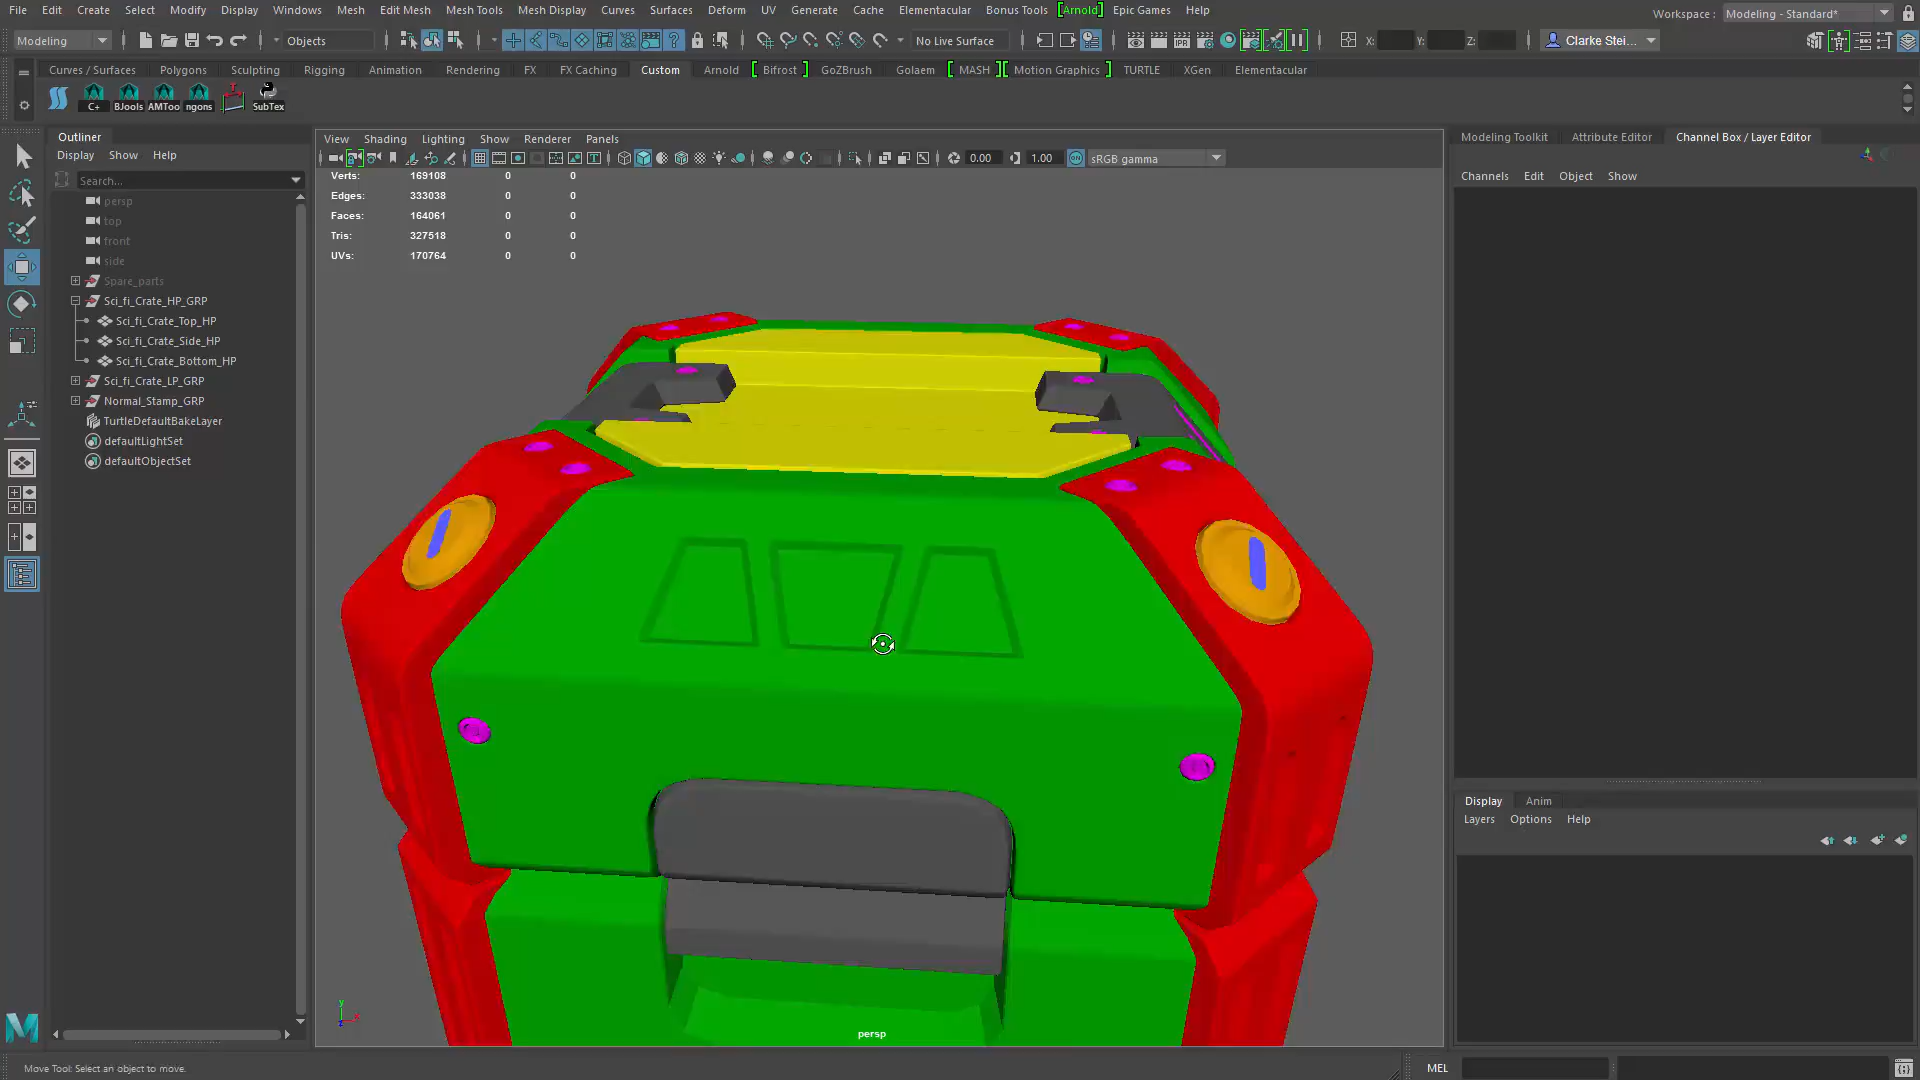 File Edit Create Select Modify Display Windows Mesh Edit Mesh Mesh Tools Mesh Display Curves Surfaces Deform UV Generate Cache Elementacular Bonus Tools [Arnold] Epic Games Help
Workspace : Modeling - Standard*
Modeling Objects No Live Surface X: Y: Z: Clarke Stei...
Curves / Surfaces Polygons Sculpting Rigging Animation Rendering FX FX Caching Custom Arnold [ Bifrost ] GoZBrush Golaem [ MASH ][ Motion Graphics ] TURTLE XGen Elementacular
C+ BJools AMToo ngons SubTex
Outliner
Display Show Help
Search...
persp
top
front
side
Spare_parts
Sci_fi_Crate_HP_GRP
Sci_fi_Crate_Top_HP
Sci_fi_Crate_Side_HP
Sci_fi_Crate_Bottom_HP
Sci_fi_Crate_LP_GRP
Normal_Stamp_GRP
TurtleDefaultBakeLayer
defaultLightSet
defaultObjectSet
View Shading Lighting Show Renderer Panels
0.00 1.00 sRGB gamma
Verts: 169108 0 0
Edges: 333038 0 0
Faces: 164061 0 0
Tris: 327518 0 0
UVs: 170764 0 0
persp
Modeling Toolkit Attribute Editor Channel Box / Layer Editor
Channels Edit Object Show
Display Anim
Layers Options Help
Move Tool: Select an object to move.
MEL